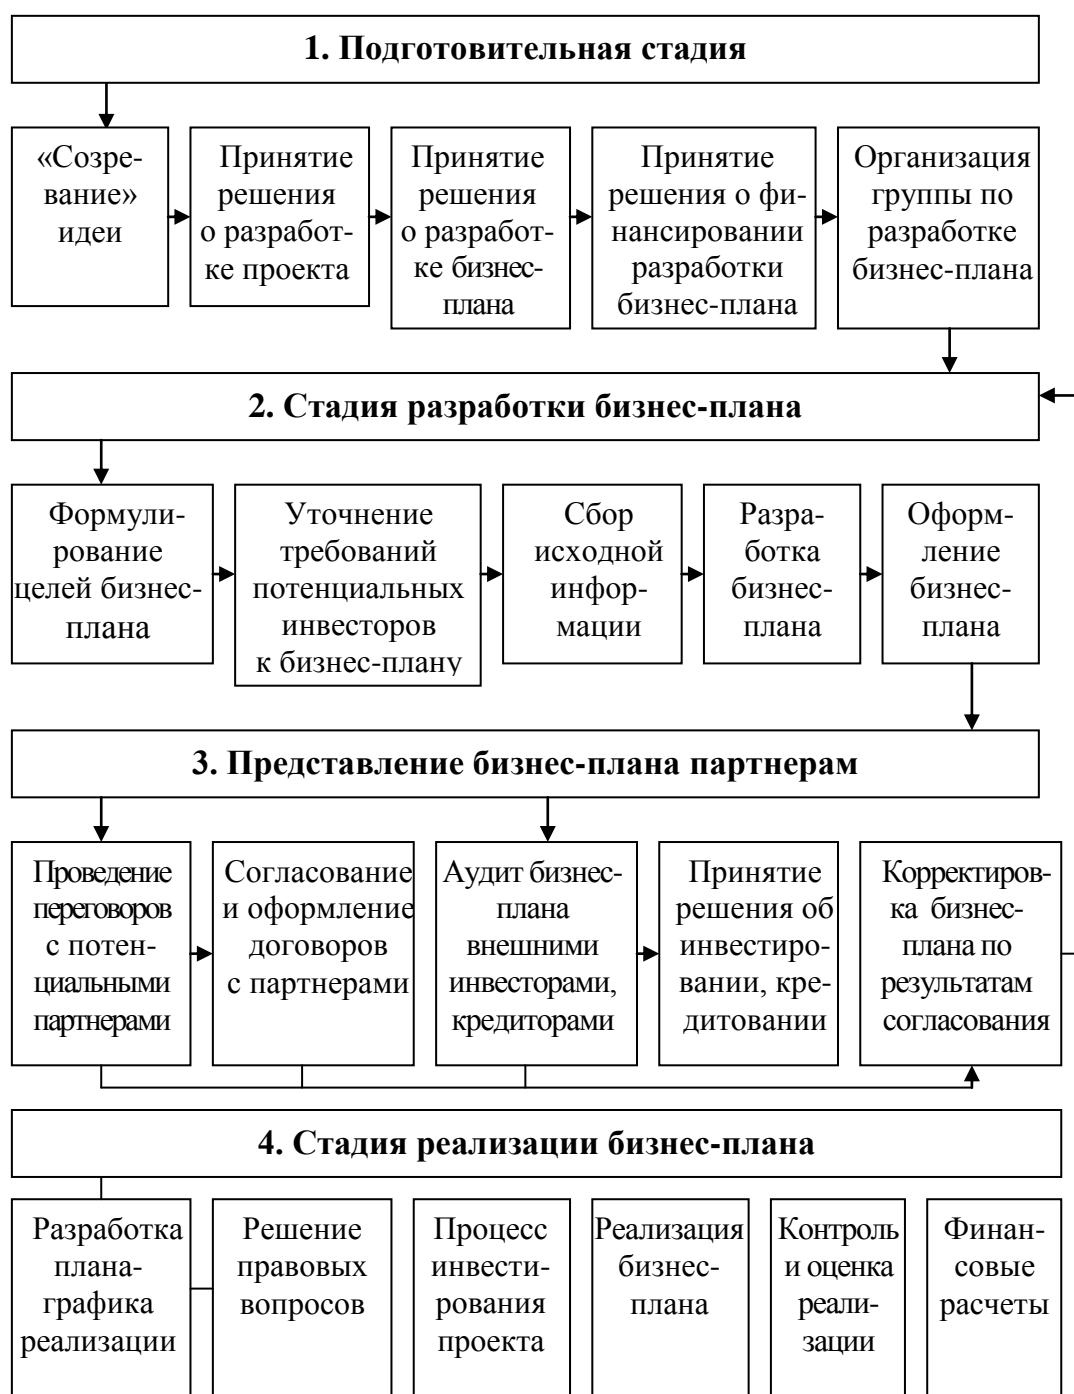 1. Подготовительная стадия
«Созре-
вание»
идеи
Принятие
решения
о разработ-
ке проекта
Принятие
решения
о разработ-
ке бизнес-
плана
Принятие
решения о фи-
нансировании
разработки
бизнес-плана
Организация
группы по
разработке
бизнес-плана
2. Стадия разработки бизнес-плана
Формули-
рование
целей бизнес-
плана
Уточнение
требований
потенциальных
инвесторов
к бизнес-плану
Сбор
исходной
инфор-
мации
Разра-
ботка
бизнес-
плана
Оформ-
ление
бизнес-
плана
3. Представление бизнес-плана партнерам
Проведение
переговоров
с потен-
циальными
партнерами
Согласование
и оформление
договоров
с партнерами
Аудит бизнес-
плана
внешними
инвесторами,
кредиторами
Принятие
решения об
инвестиро-
вании, кре-
дитовании
Корректиров-
ка бизнес-
плана по
результатам
согласования
4. Стадия реализации бизнес-плана
Разработка
плана-
графика
реализации
Решение
правовых
вопросов
Процесс
инвести-
рования
проекта
Реализация
бизнес-
плана
Контроль
и оценка
реали-
зации
Финан-
совые
расчеты